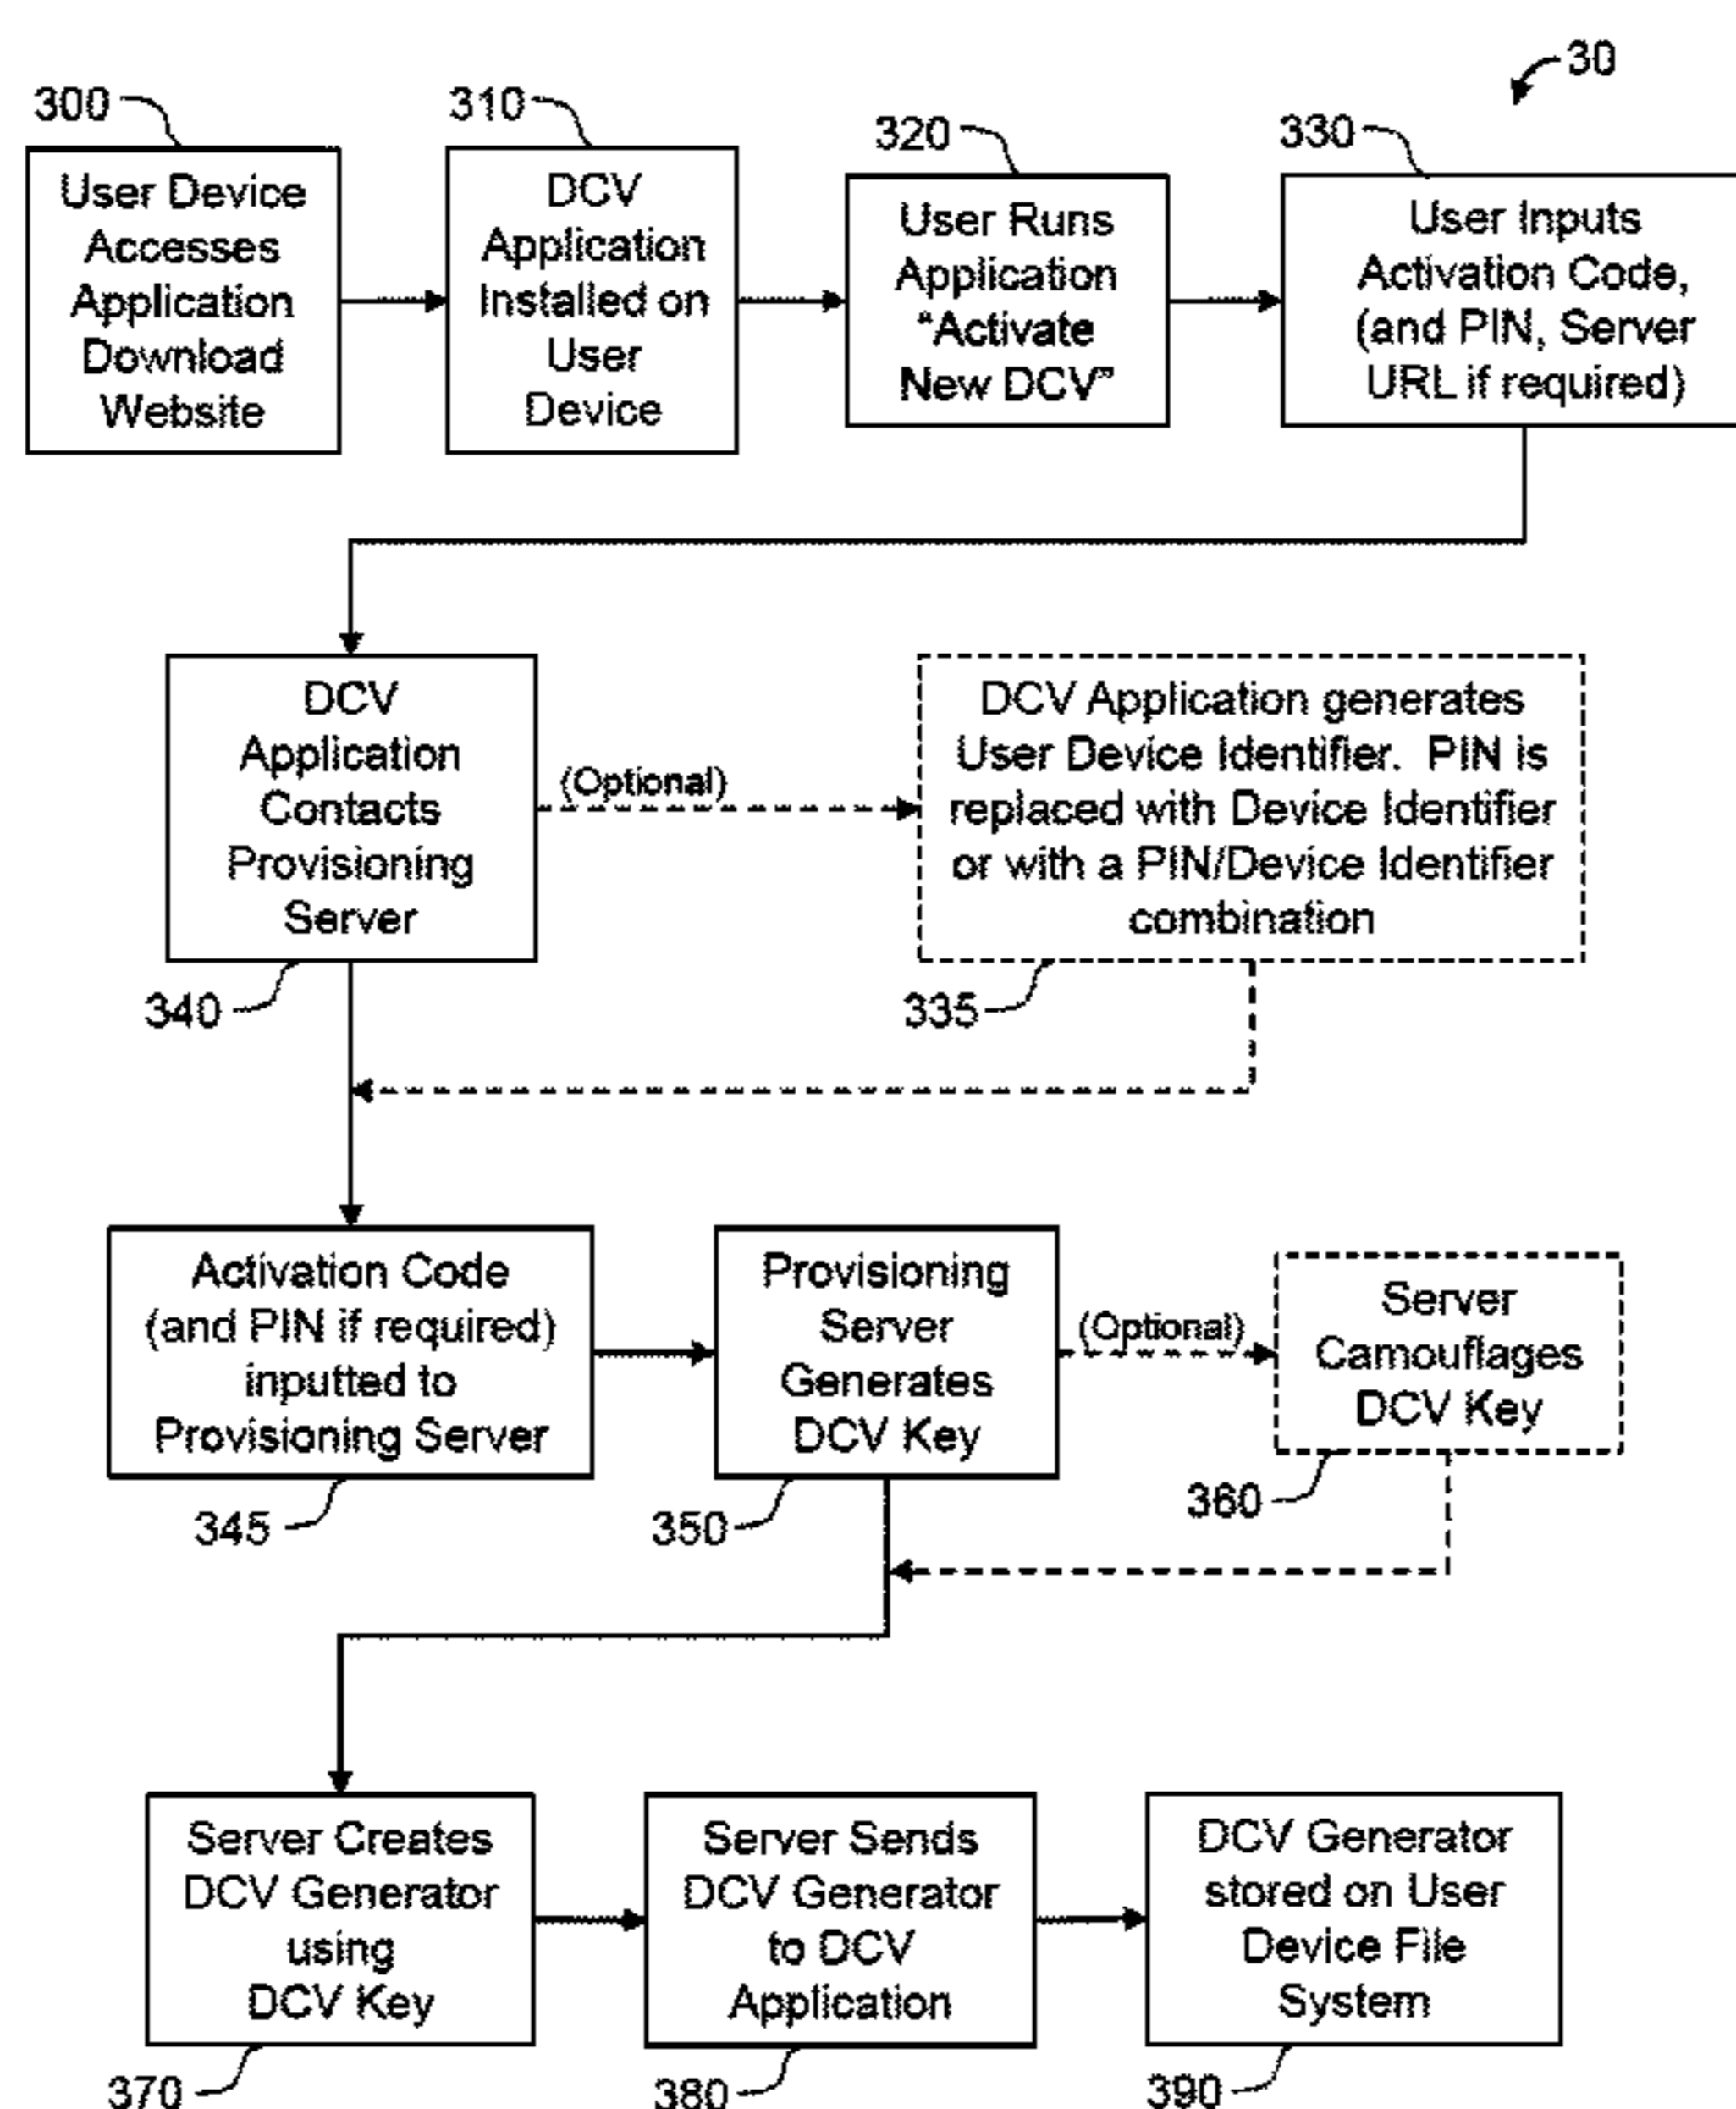 30
300
User Device
Accesses
Application
Download
Website
310
DCV
Application
Installed on
User
Device
320
User Runs
Application
“Activate
New DCV”
330
User Inputs
Activation Code,
(and PIN, Server
URL if required)
DCV
Application
Contacts
Provisioning
Server
340
(Optional)
DCV Application generates
User Device Identifier. PIN is
replaced with Device Identifier
or with a PIN/Device Identifier
combination
335
Activation Code
(and PIN if required)
inputted to
Provisioning Server
345
Provisioning
Server
Generates
DCV Key
350
(Optional)
Server
Camouflages
DCV Key
360
Server Creates
DCV Generator
using
DCV Key
370
Server Sends
DCV Generator
to DCV
Application
380
DCV Generator
stored on User
Device File
System
390